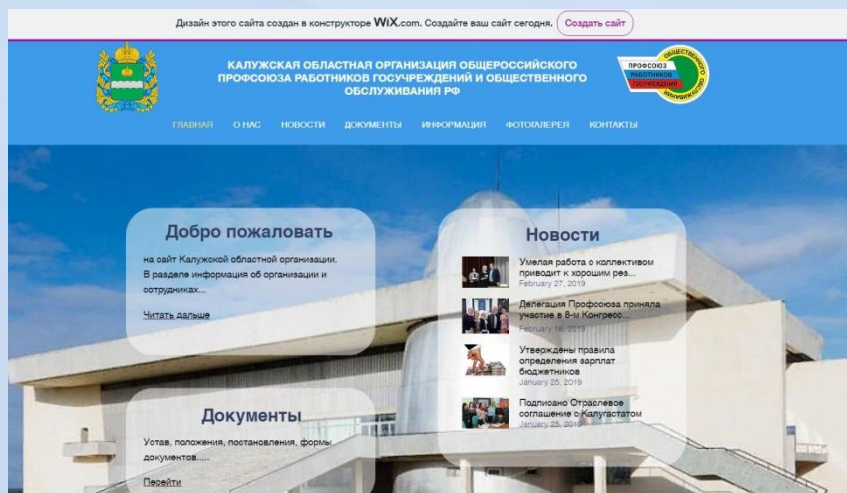 Дизайн этого сайта создан в конструкторе WiX.com. Создайте ваш сайт сегодня. Создать сайт
КАЛУЖСКАЯ ОБЛАСТНАЯ ОРГАНИЗАЦИЯ ОБЩЕРОССИЙСКОГО
ПРОФСОЮЗА РАБОТНИКОВ ГОСУЧРЕЖДЕНИЙ И ОБЩЕСТВЕННОГО
ОБСЛУЖИВАНИЯ РФ
ПРОФСОЮЗ
РАБОТНИКОВ
ГОСУЧРЕЖДЕНИЙ
ОБЩЕСТВЕННОГО
ОБСЛУЖИВАНИЯ
ГЛАВНАЯ О НАС НОВОСТИ ДОКУМЕНТЫ ИНФОРМАЦИЯ ФОТОГАЛЕРЕЯ КОНТАКТЫ
Добро пожаловать
на сайт Калужской областной организации.
В разделе информация об организации и
сотрудниках...
Читать дальше
Документы
Устав, положения, постановления, формы
документов.....
Перейти
Новости
Умелая работа с коллективом
приводит к хорошим рез...
February 27, 2019
Делегация Профсоюза приняла
участие в 8-м Конгресс...
February 18, 2019
Утверждены правила
определения зарплат
бюджетников
January 25, 2019
Подписано Отраслевое
соглашение с Калугастатом
January 25, 2019